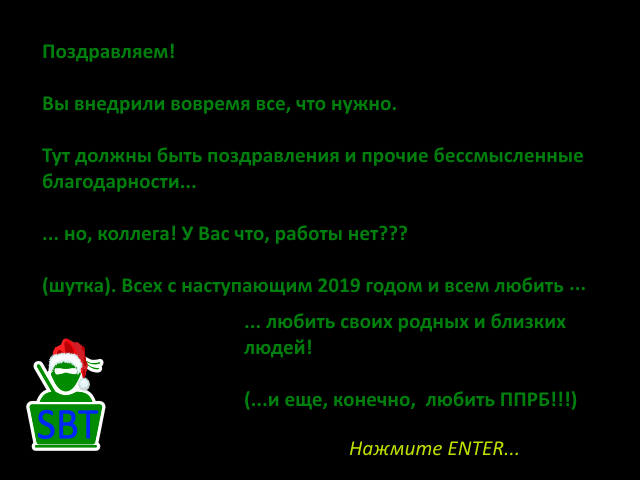 Поздравляем!
Вы внедрили вовремя все, что нужно.
Тут должны быть поздравления и прочие бессмысленные
благодарности...
... но, коллега! У Вас что, работы нет???
(шутка). Всех с наступающим 2019 годом и всем любить ...
... любить своих родных и близких
людей!
(...и еще, конечно,  любить ППРБ!!!)
SBT
Нажмите ENTER...